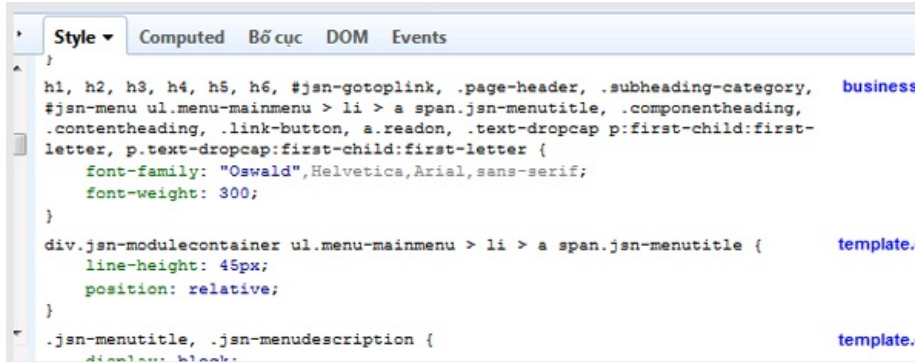 Style ▾ Computed Bố cục DOM Events
}
h1, h2, h3, h4, h5, h6, #jsn-gotoplink, .page-header, .subheading-category, business
#jsn-menu ul.menu-mainmenu > li > a span.jsn-menutitle, .componentheading,
.contentheading, .link-button, a.readon, .text-dropcap p:first-child:first-
letter, p.text-dropcap:first-child:first-letter {
font-family: "Oswald",Helvetica,Arial,sans-serif;
font-weight: 300;
}
div.jsn-modulecontainer ul.menu-mainmenu > li > a span.jsn-menutitle { template.
line-height: 45px;
position: relative;
}
.jsn-menutitle, .jsn-menudescription { template.
display: block;